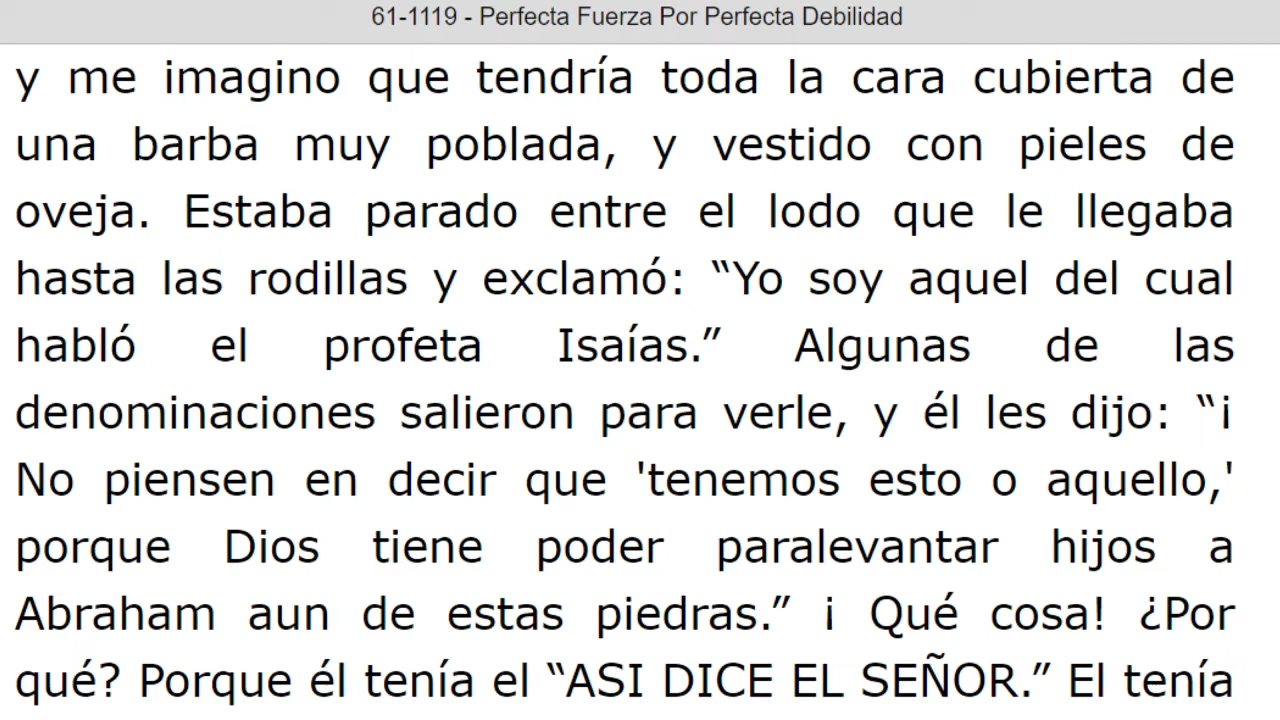 61-1119 - Perfecta Fuerza Por Perfecta Debilidad
y me imagino que tendría toda la cara cubierta de
una barba muy poblada, y vestido con pieles de
oveja. Estaba parado entre el lodo que le llegaba
hasta las rodillas y exclamó: “Yo soy aquel del cual
habló el profeta Isaías.” Algunas de las
denominaciones salieron para verle, y él les dijo: “¡
No piensen en decir que 'tenemos esto o aquello,'
porque Dios tiene poder paralevantar hijos a
Abraham aun de estas piedras.” ¡ Qué cosa! ¿Por
qué? Porque él tenía el “ASI DICE EL SEÑOR.” El tenía